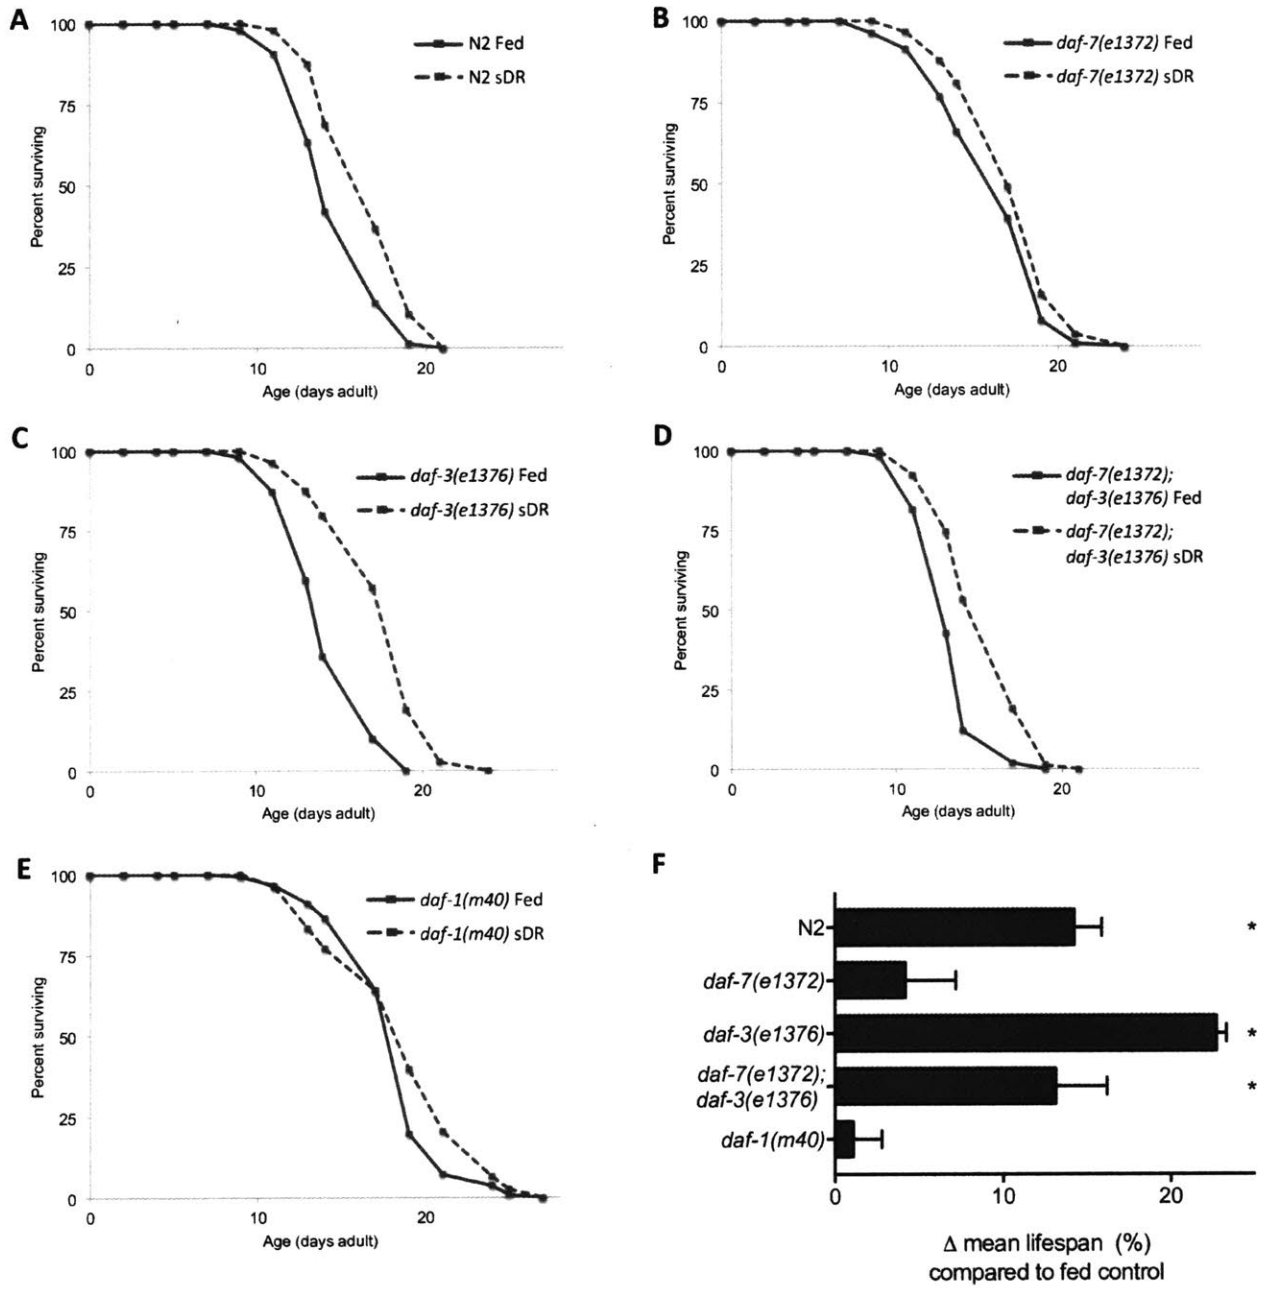 A
100
75
50
25
0
Percent surviving
N2 Fed
N2 sDR
0
10
20
Age (days adult)
B
100
75
50
25
0
Percent surviving
daf-7(e1372) Fed
daf-7(e1372) sDR
0
10
20
Age (days adult)
C
100
75
50
25
0
Percent surviving
daf-3(e1376) Fed
daf-3(e1376) sDR
0
10
20
Age (days adult)
D
100
75
50
25
0
Percent surviving
daf-7(e1372);
daf-3(e1376) Fed
daf-7(e1372);
daf-3(e1376) sDR
0
10
20
Age (days adult)
E
100
75
50
25
0
Percent surviving
daf-1(m40) Fed
daf-1(m40) sDR
0
10
20
Age (days adult)
F
N2
*
daf-7(e1372)
daf-3(e1376)
*
daf-7(e1372);
daf-3(e1376)
*
daf-1(m40)
0
10
20
Δ mean lifespan (%)
compared to fed control